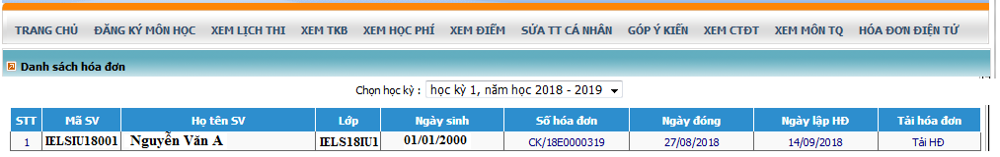 TRANG CHỦ ĐĂNG KÝ MÔN HỌC XEM LỊCH THI XEM TKB XEM HỌC PHÍ XEM ĐIỂM SỬA TT CÁ NHÂN GÓP Ý KIẾN XEM CTĐT XEM MÔN TQ HÓA ĐƠN ĐIỆN TỬ
Danh sách hóa đơn
Chọn học kỳ : học kỳ 1, năm học 2018 - 2019
STT Mã SV Họ tên SV Lớp Ngày sinh Số hóa đơn Ngày đóng Ngày lập HĐ Tải hóa đơn
1 IELSIU18001 Nguyễn Văn A IELS18IU1 01/01/2000 CK/18E0000319 27/08/2018 14/09/2018 Tải HĐ